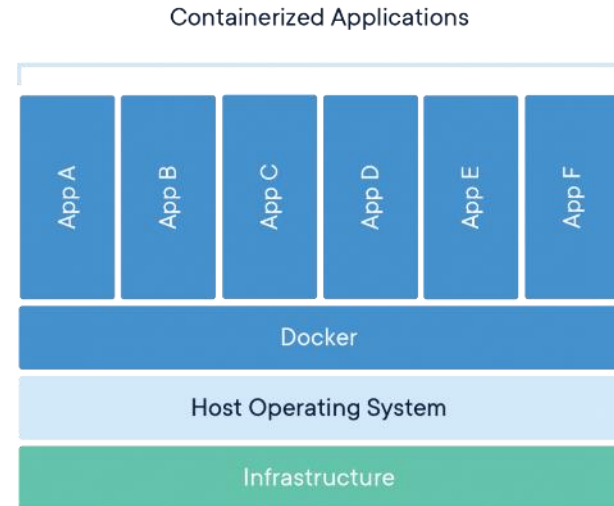 Containerized Applications
App A
App B
App C
App D
App E
App F
Docker
Host Operating System
Infrastructure